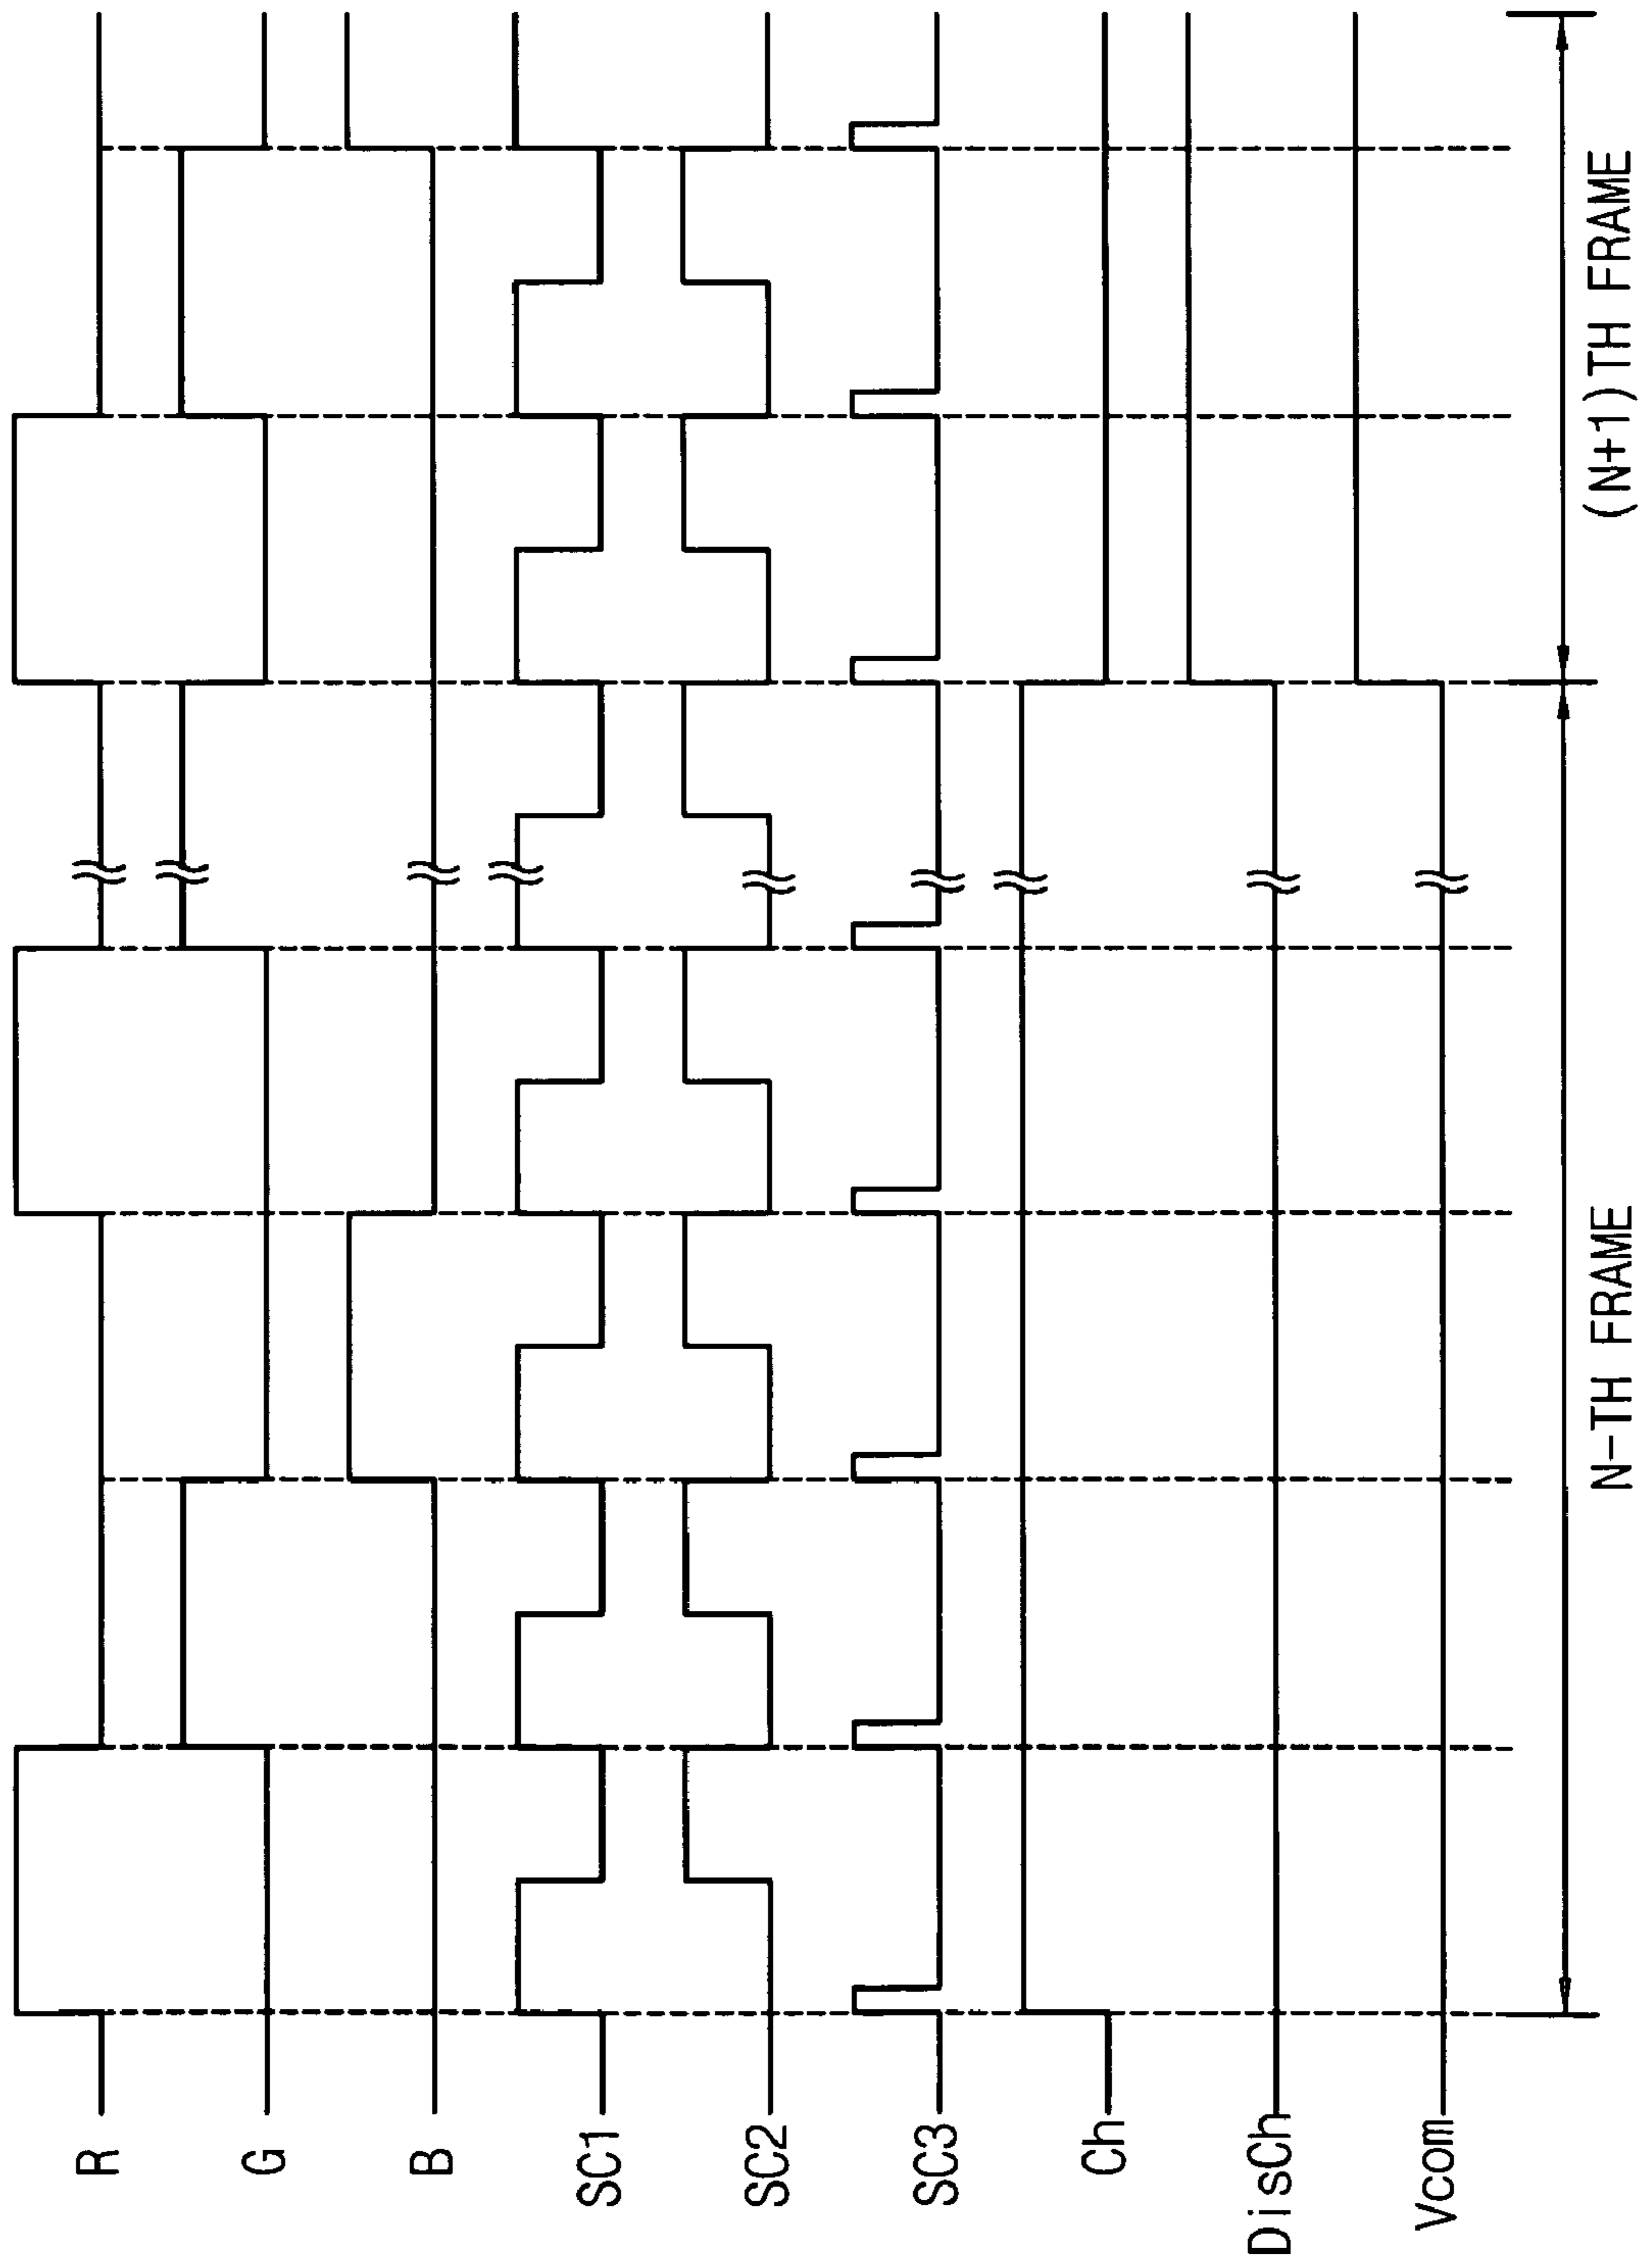 R
G
B
SC1
SC2
SC3
Ch
DisCh
Vcom
N-TH FRAME
(N+1)TH FRAME